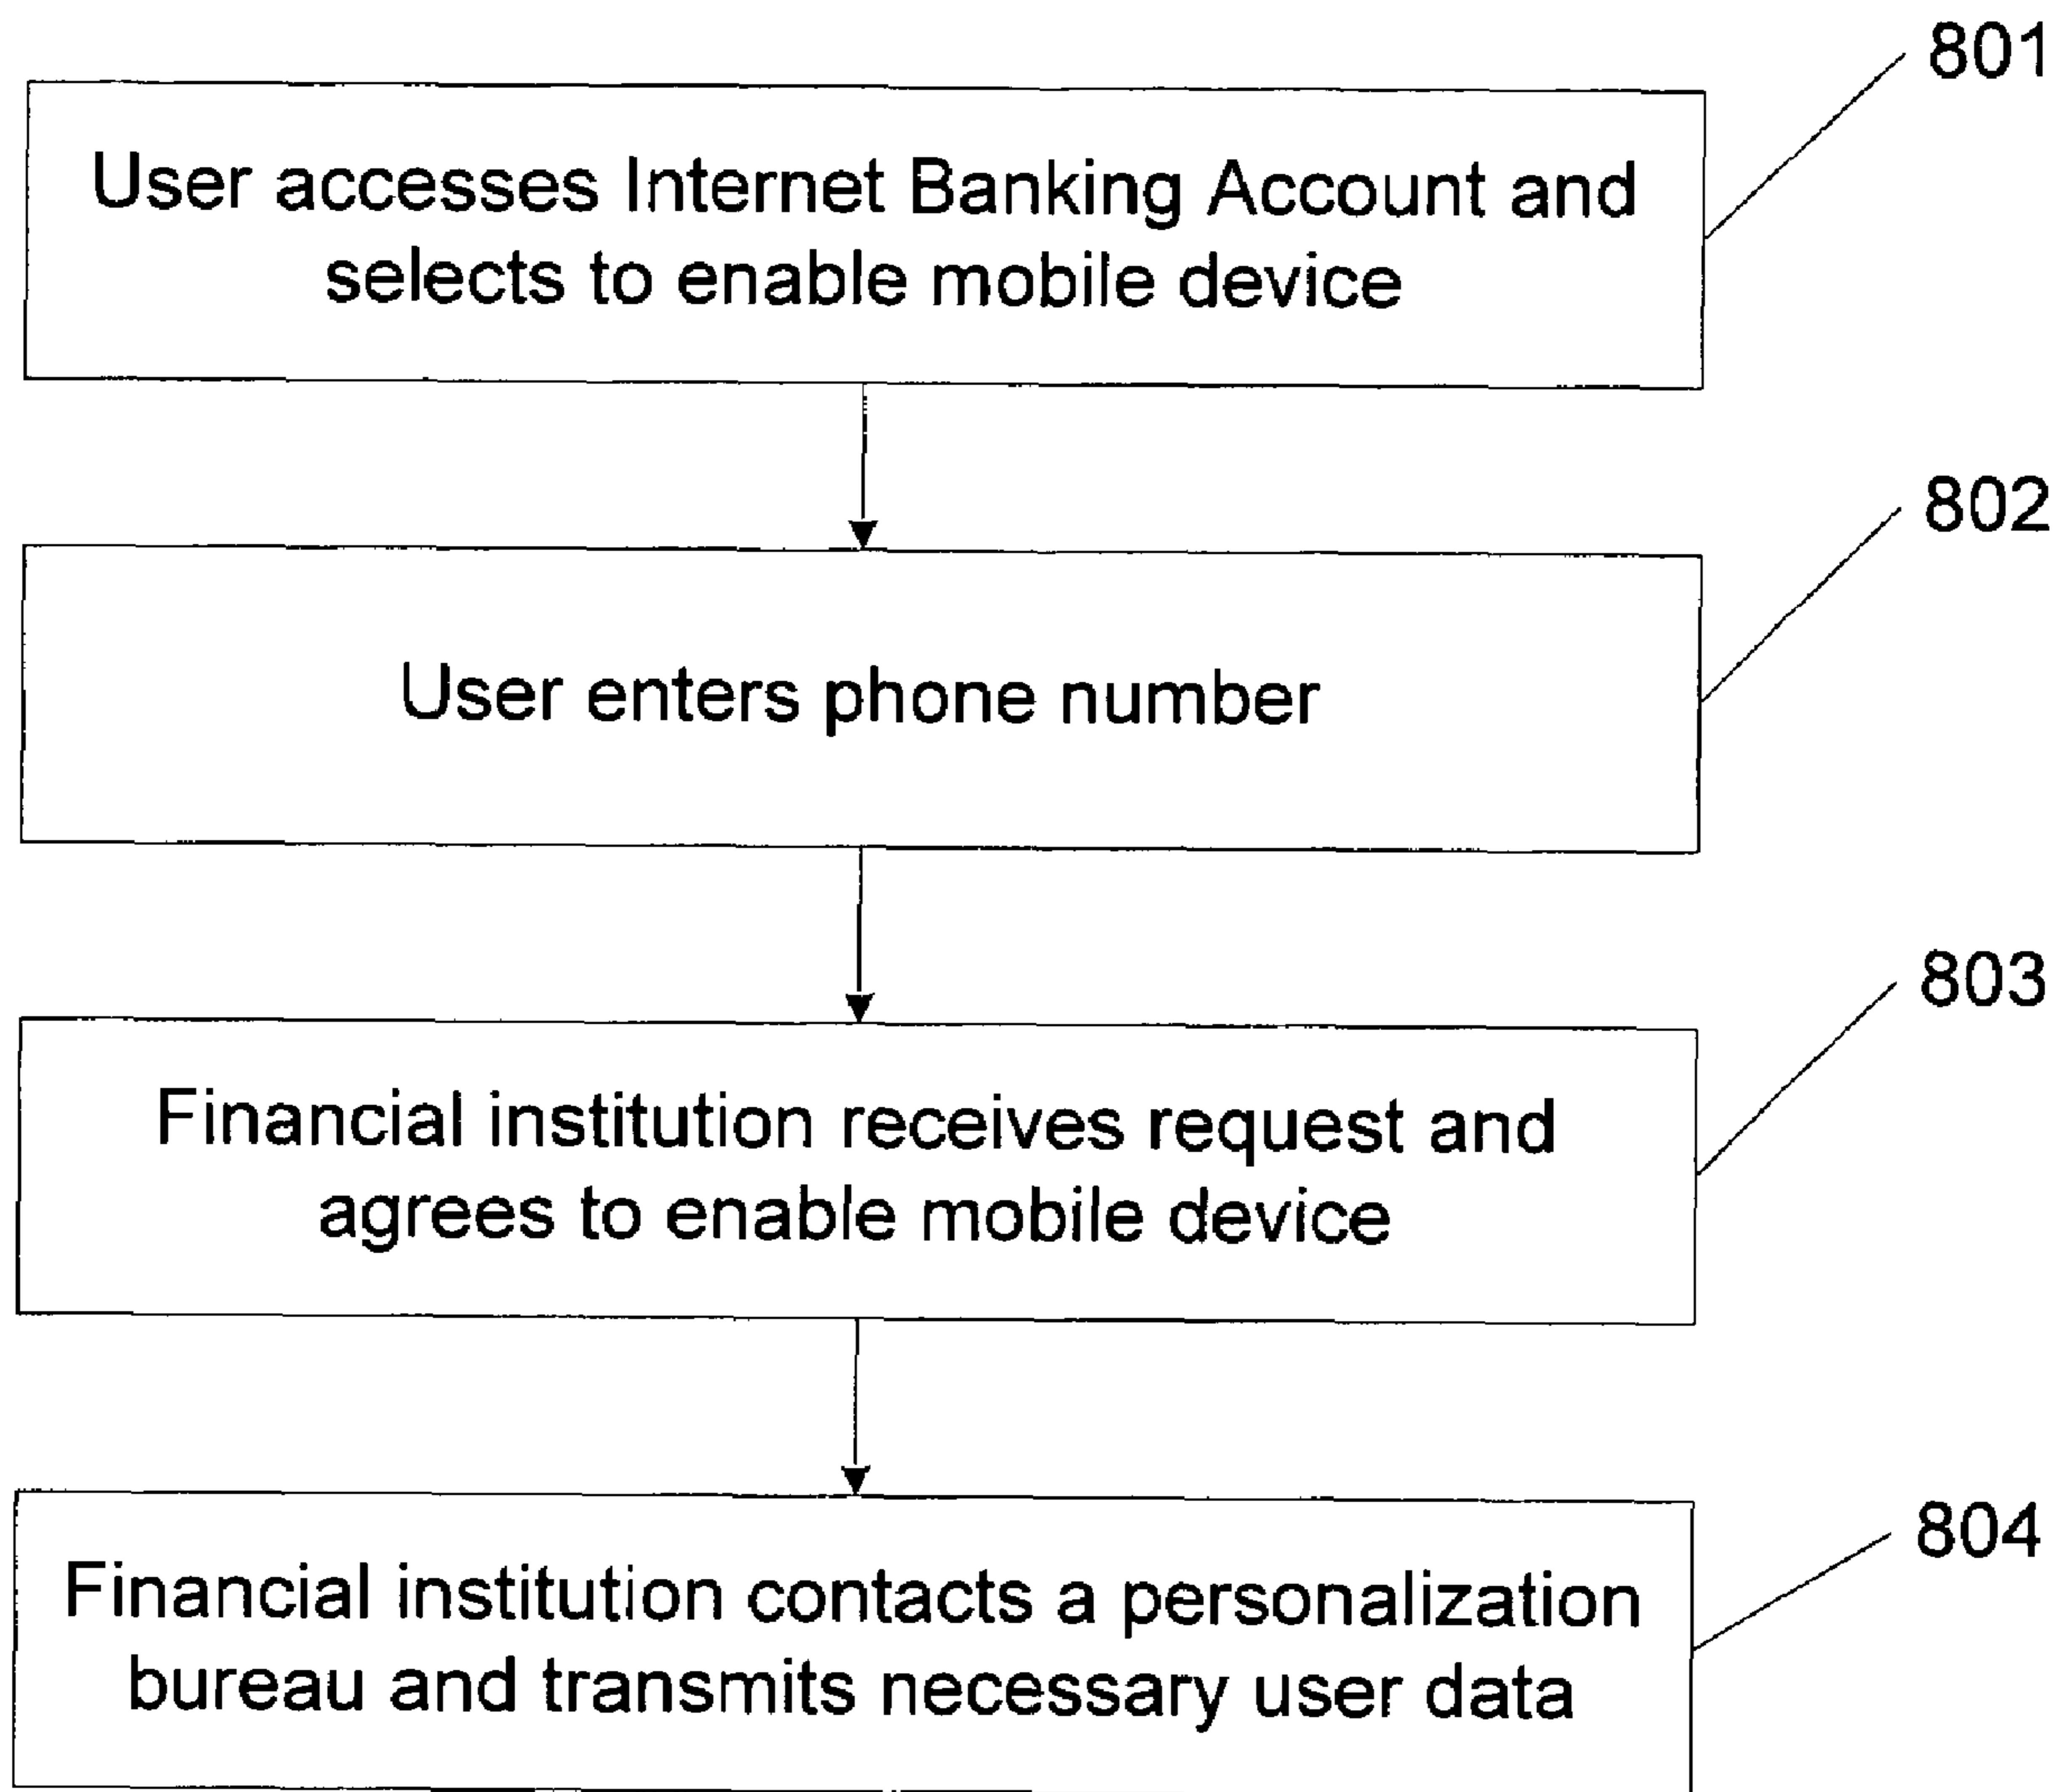 801
User accesses Internet Banking Account and
selects to enable mobile device
802
User enters phone number
803
Financial institution receives request and
agrees to enable mobile device
804
Financial institution contacts a personalization
bureau and transmits necessary user data